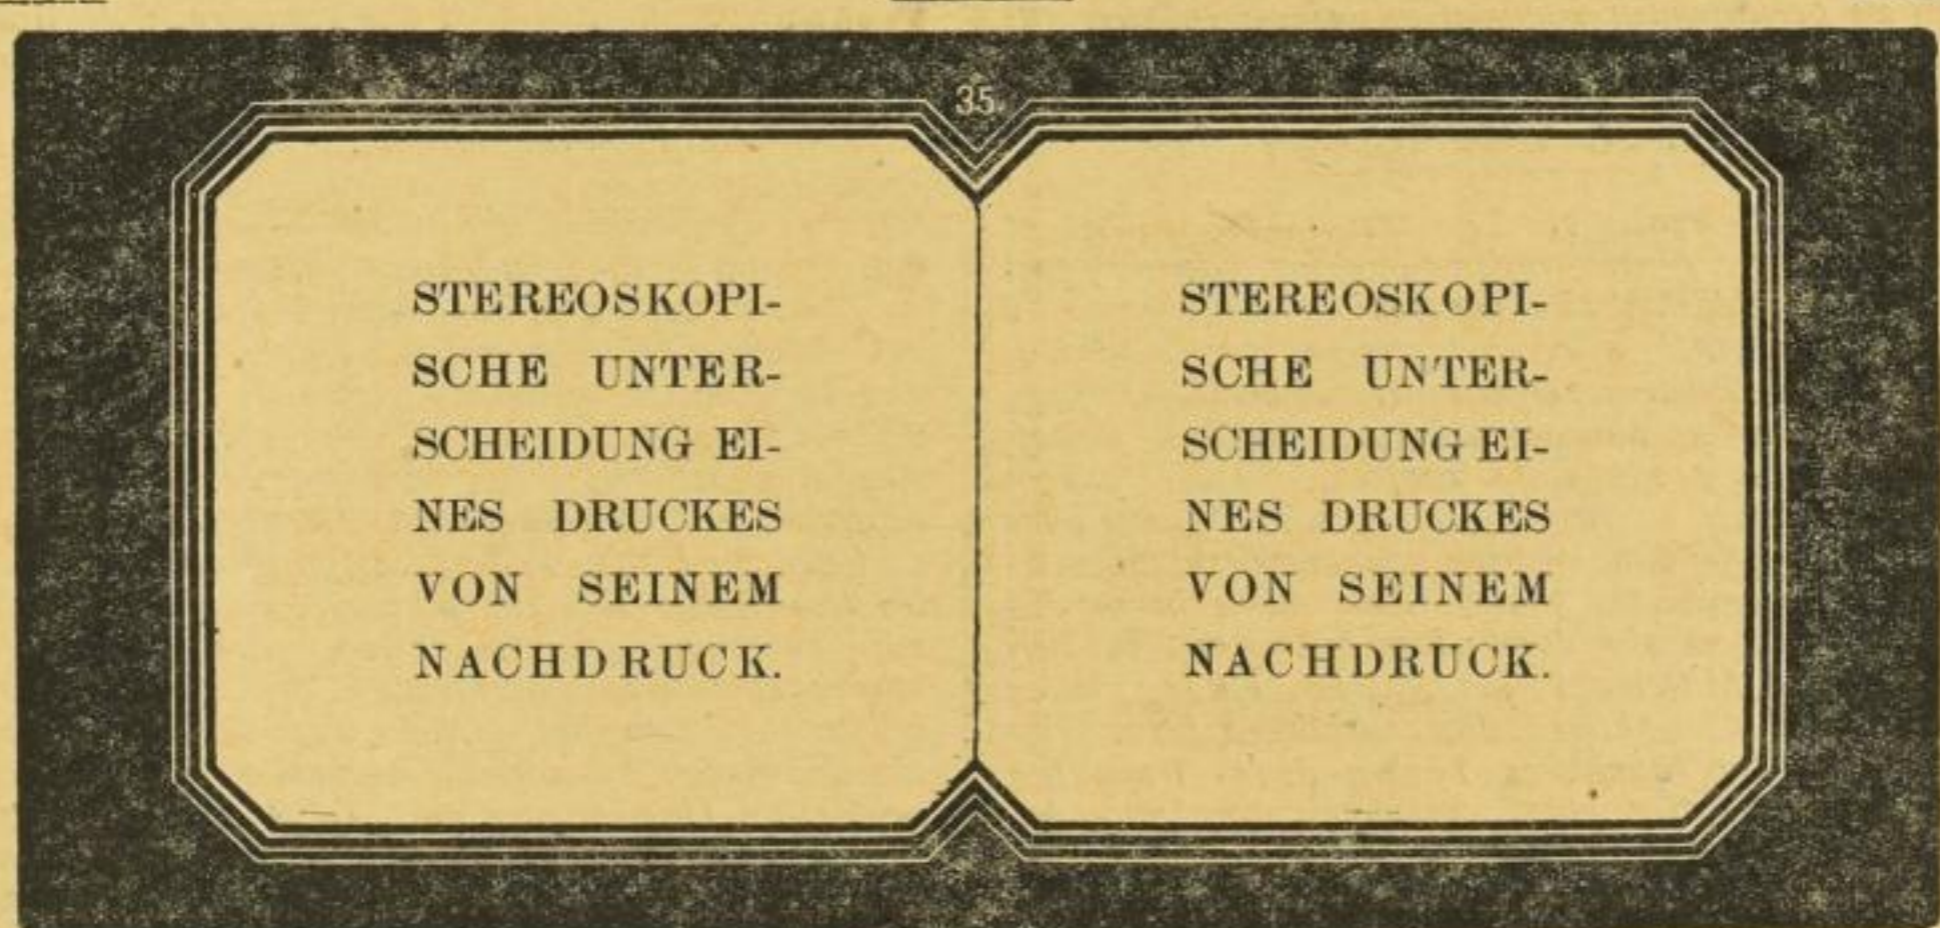 35
STEREOSKOPI-
SCHE UNTER-
SCHEIDUNG EI-
NES DRUCKES
VON SEINEM
NACHDRUCK.
STEREOSKOPI-
SCHE UNTER-
SCHEIDUNG EI-
NES DRUCKES
VON SEINEM
NACHDRUCK.